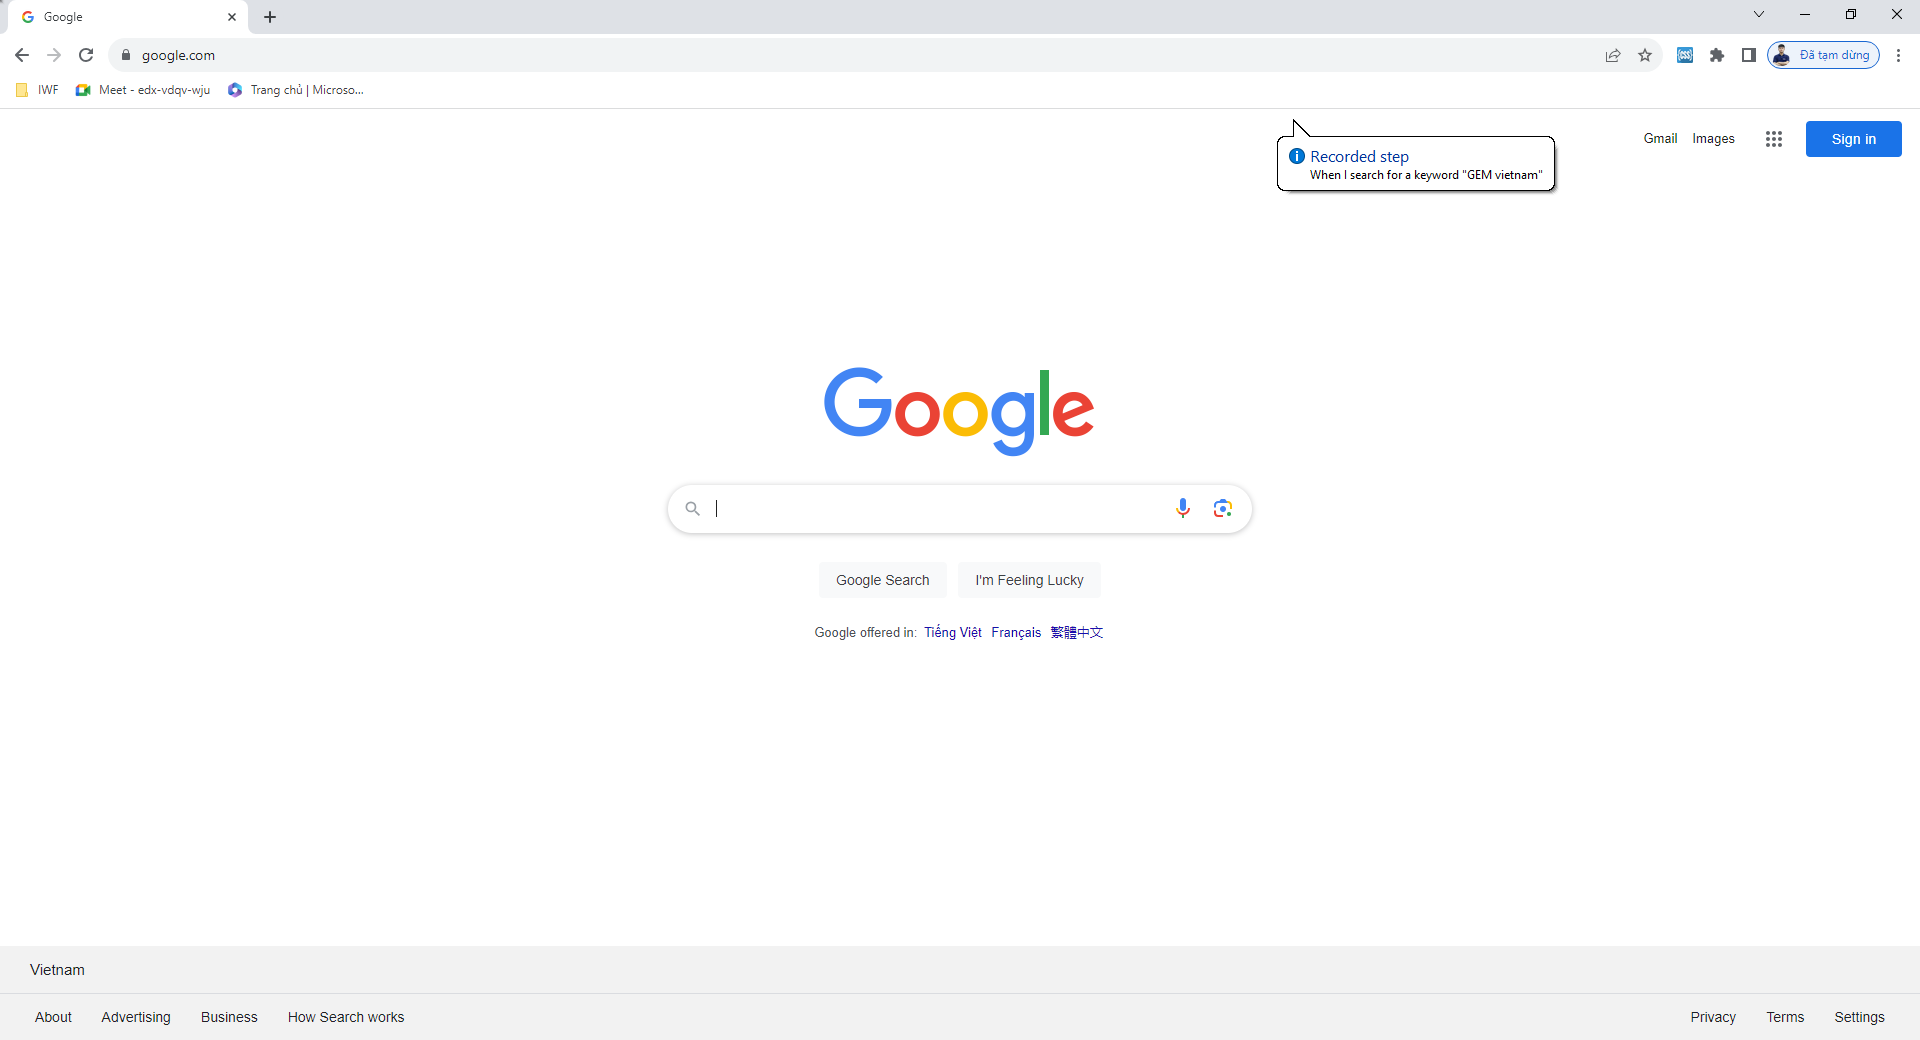 Google
google.com
Đã tạm dừng
IWF
Meet - edx-vdqv-wju
Trang chủ | Microso...
Gmail Images Sign in
Recorded step
When I search for a keyword "GEM vietnam"
Google
Google Search I'm Feeling Lucky
Google offered in: Tiếng Việt Français 繁體中文
Vietnam
About Advertising Business How Search works Privacy Terms Settings